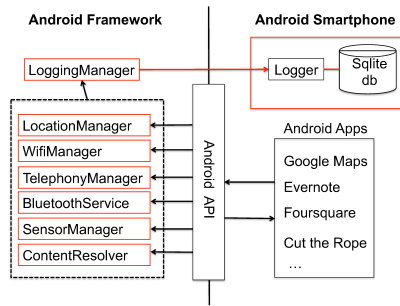 Android Framework
Android Smartphone
LoggingManager
Logger
Sqlite
db
LocationManager
WifiManager
TelephonyManager
BluetoothService
SensorManager
ContentResolver
Android API
Android Apps
Google Maps
Evernote
Foursquare
Cut the Rope
...